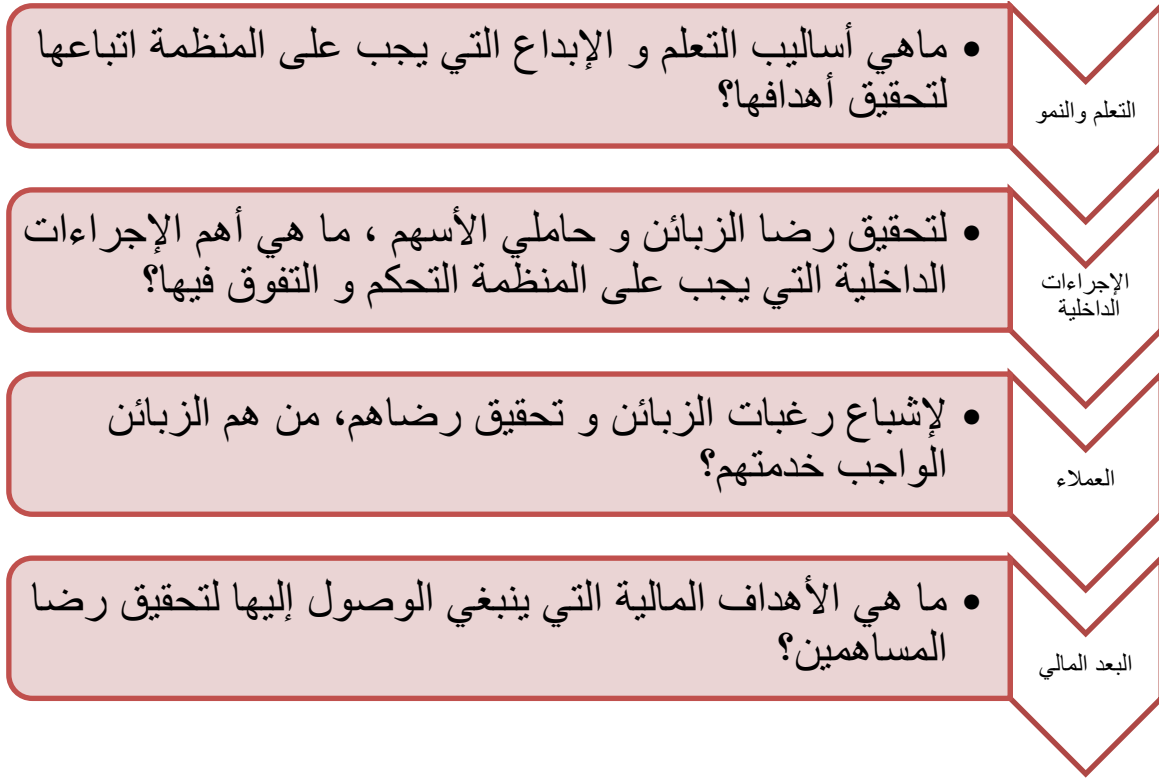 التعلم والنمو
• ماهي أساليب التعلم و الإبداع التي يجب على المنظمة اتباعها
لتحقيق أهدافها؟
الإجراءات
الداخلية
• لتحقيق رضا الزبائن و حاملي الأسهم ، ما هي أهم الإجراءات
الداخلية التي يجب على المنظمة التحكم و التفوق فيها؟
العملاء
• لإشباع رغبات الزبائن و تحقيق رضاهم، من هم الزبائن
الواجب خدمتهم؟
البعد المالي
• ما هي الأهداف المالية التي ينبغي الوصول إليها لتحقيق رضا
المساهمين؟